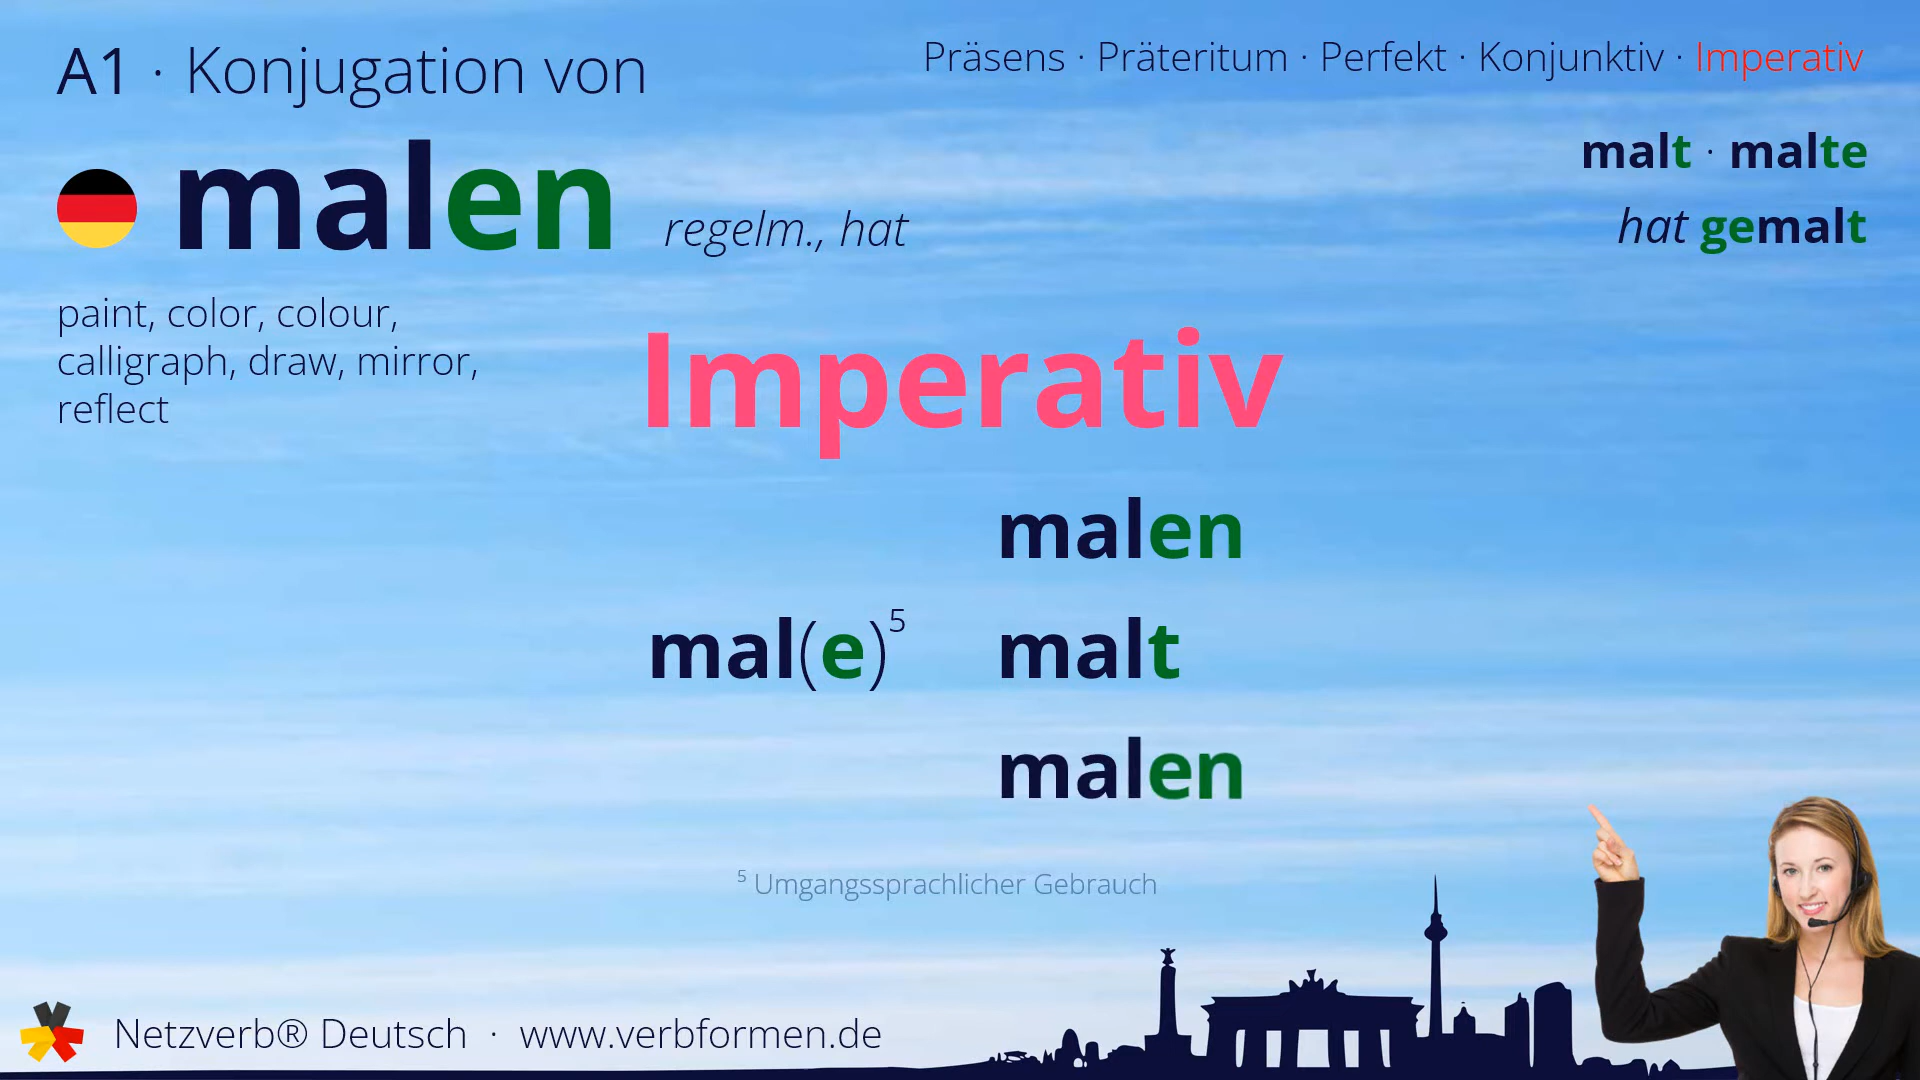 A1 · Konjugation von
Präsens · Präteritum · Perfekt · Konjunktiv · Imperativ
malen regelm., hat
malt · malte
hat gemalt
paint, color, colour,
calligraph, draw, mirror,
reflect
Imperativ
malen
mal(e)⁵ malt
malen
⁵ Umgangssprachlicher Gebrauch
Netzverb® Deutsch · www.verbformen.de